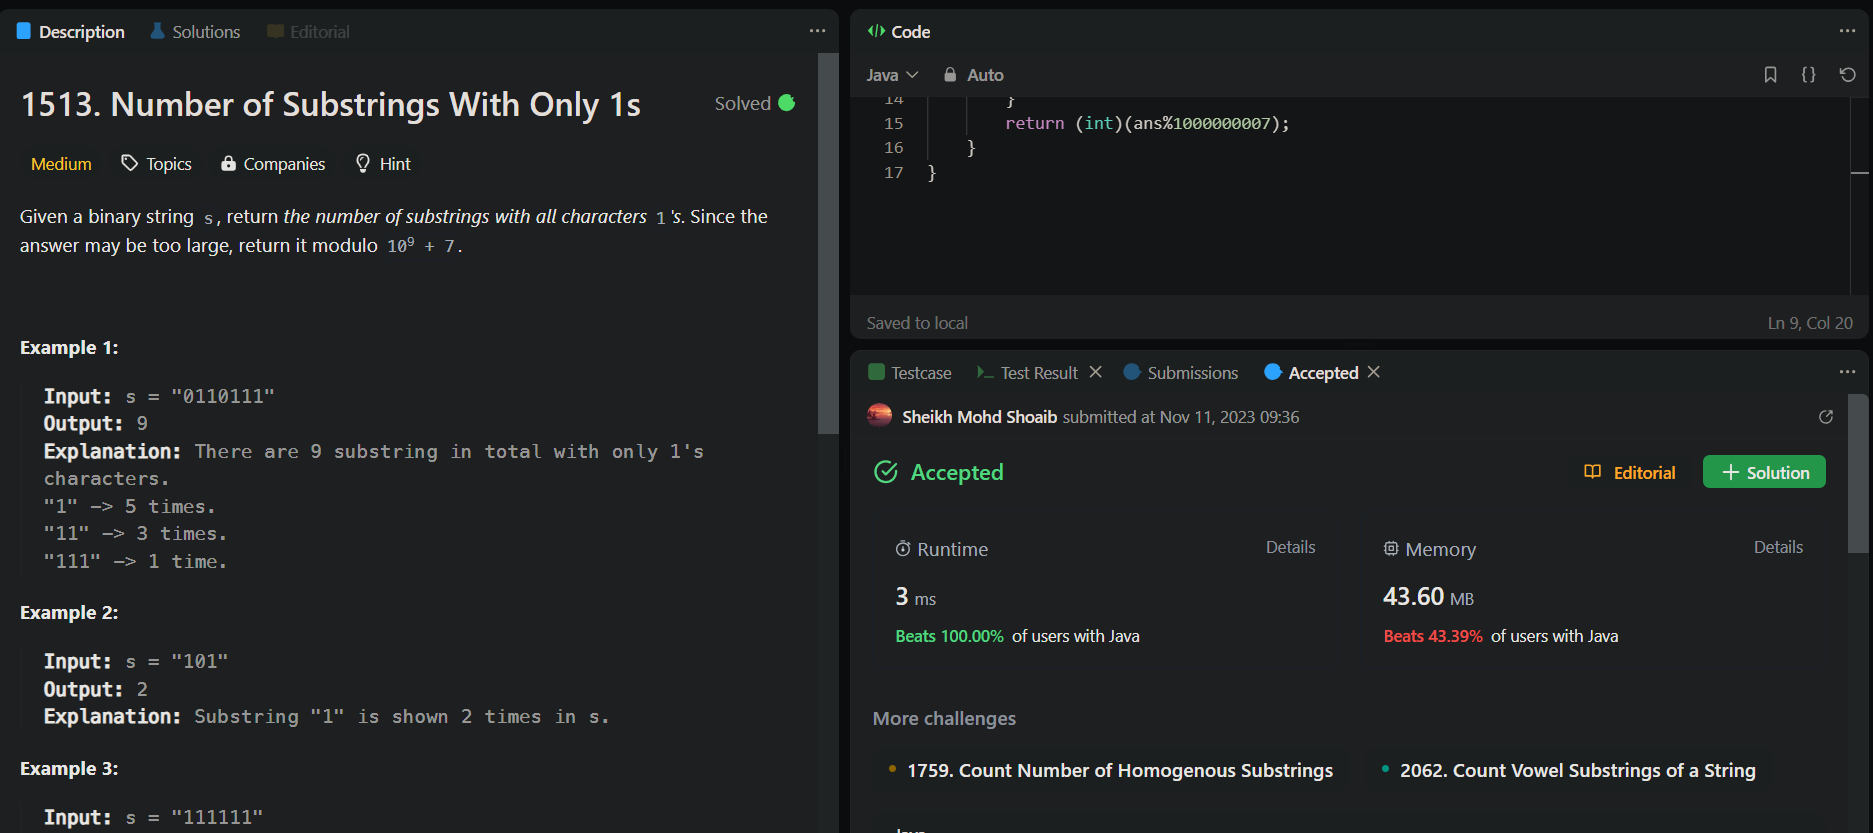 Description Solutions Editorial
1513. Number of Substrings With Only 1s
Solved
Medium Topics Companies Hint
Given a binary string s, return the number of substrings with all characters 1's. Since the
answer may be too large, return it modulo 10⁹ + 7.
Example 1:
Input: s = "0110111"
Output: 9
Explanation: There are 9 substring in total with only 1's
characters.
"1" -> 5 times.
"11" -> 3 times.
"111" -> 1 time.
Example 2:
Input: s = "101"
Output: 2
Explanation: Substring "1" is shown 2 times in s.
Example 3:
Input: s = "111111"
</> Code
Java Auto
14 }
15 return (int)(ans%1000000007);
16 }
17 }
Saved to local
Ln 9, Col 20
Testcase Test Result Submissions Accepted
Sheikh Mohd Shoaib submitted at Nov 11, 2023 09:36
Accepted
Editorial
+ Solution
Runtime
Details
3 ms
Beats 100.00% of users with Java
Memory
Details
43.60 MB
Beats 43.39% of users with Java
More challenges
1759. Count Number of Homogenous Substrings
2062. Count Vowel Substrings of a String